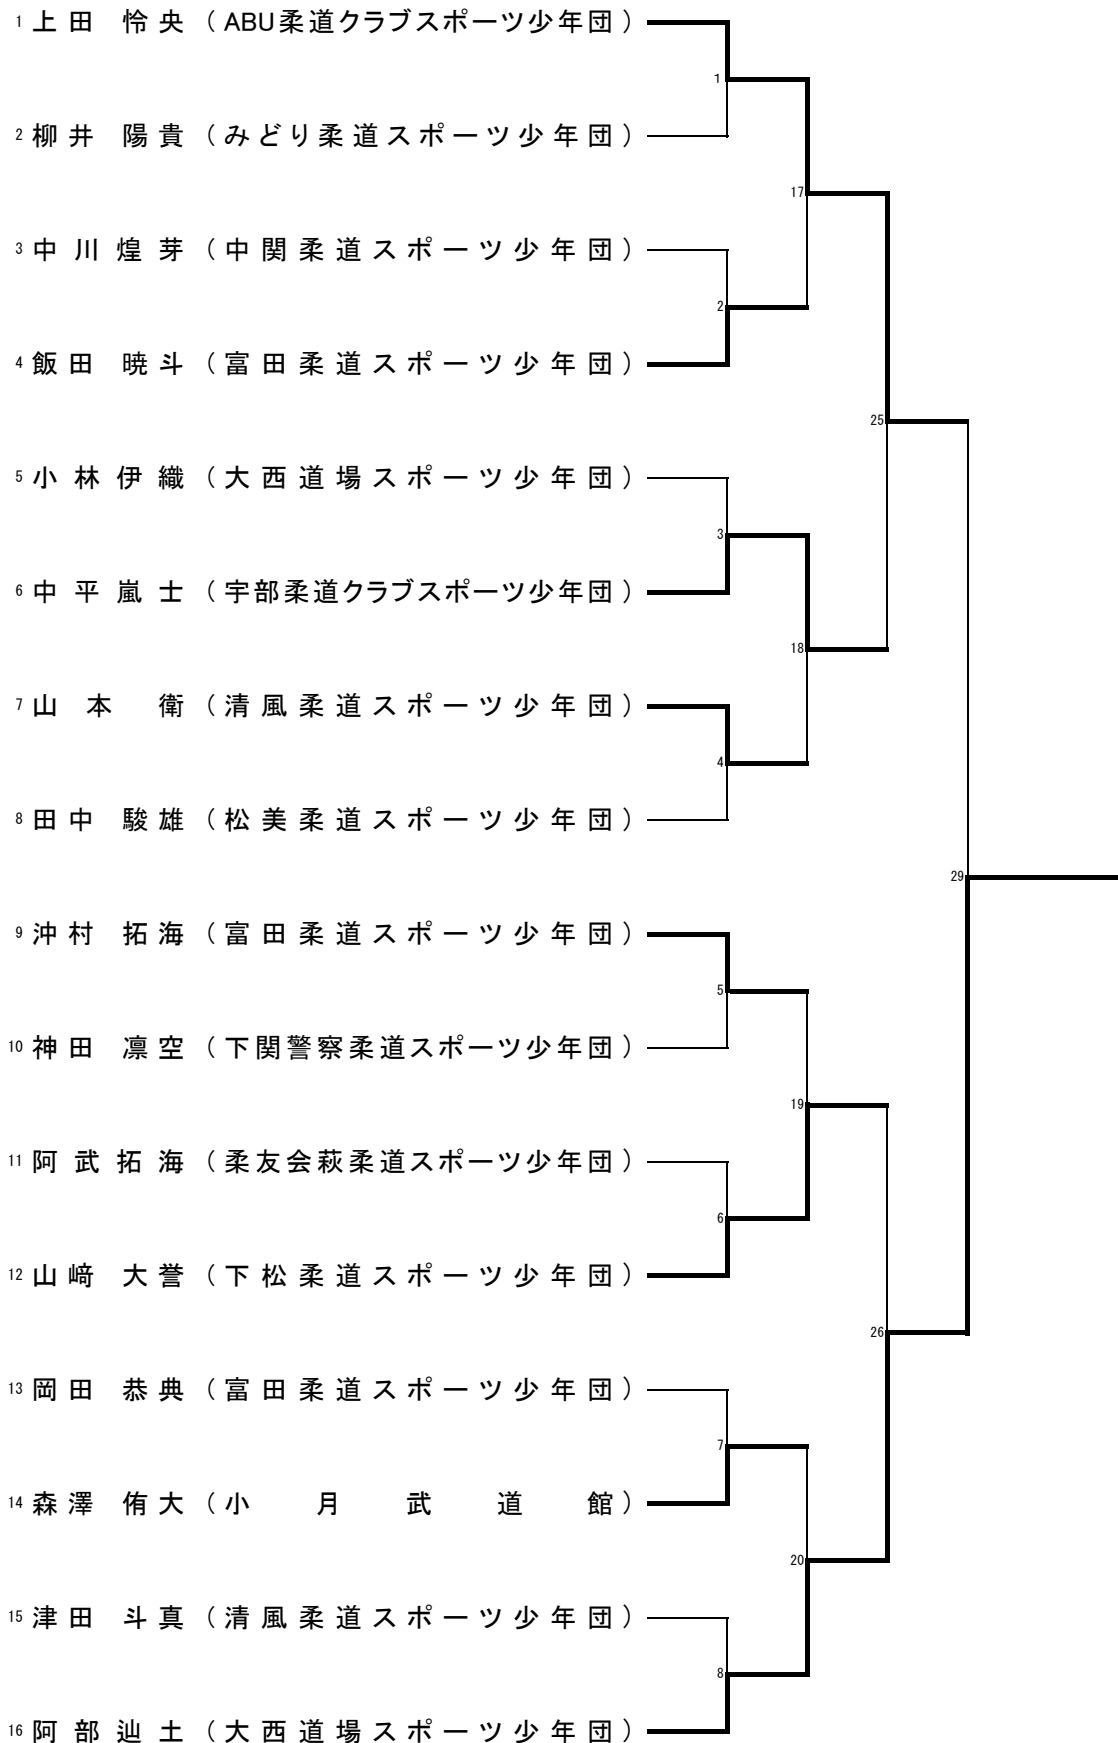 1 上田 怜央 (ABU柔道クラブスポーツ少年団)
1
2 柳井 陽貴 (みどり柔道スポーツ少年団)
17
3 中川煌芽 (中関柔道スポーツ少年団)
2
4 飯田 暁斗 (富田柔道スポーツ少年団)
25
5 小林伊織 (大西道場スポーツ少年団)
3
6 中平嵐士 (宇部柔道クラブスポーツ少年団)
18
7 山本 衛 (清風柔道スポーツ少年団)
4
8 田中 駿雄 (松美柔道スポーツ少年団)
29
9 沖村 拓海 (富田柔道スポーツ少年団)
5
10 神田 凛空 (下関警察柔道スポーツ少年団)
19
11 阿武拓海 (柔友会萩柔道スポーツ少年団)
6
12 山﨑 大誉 (下松柔道スポーツ少年団)
26
13 岡田 恭典 (富田柔道スポーツ少年団)
7
14 森澤 侑大 (小月武道館)
20
15 津田 斗真 (清風柔道スポーツ少年団)
8
16 阿部辿土 (大西道場スポーツ少年団)